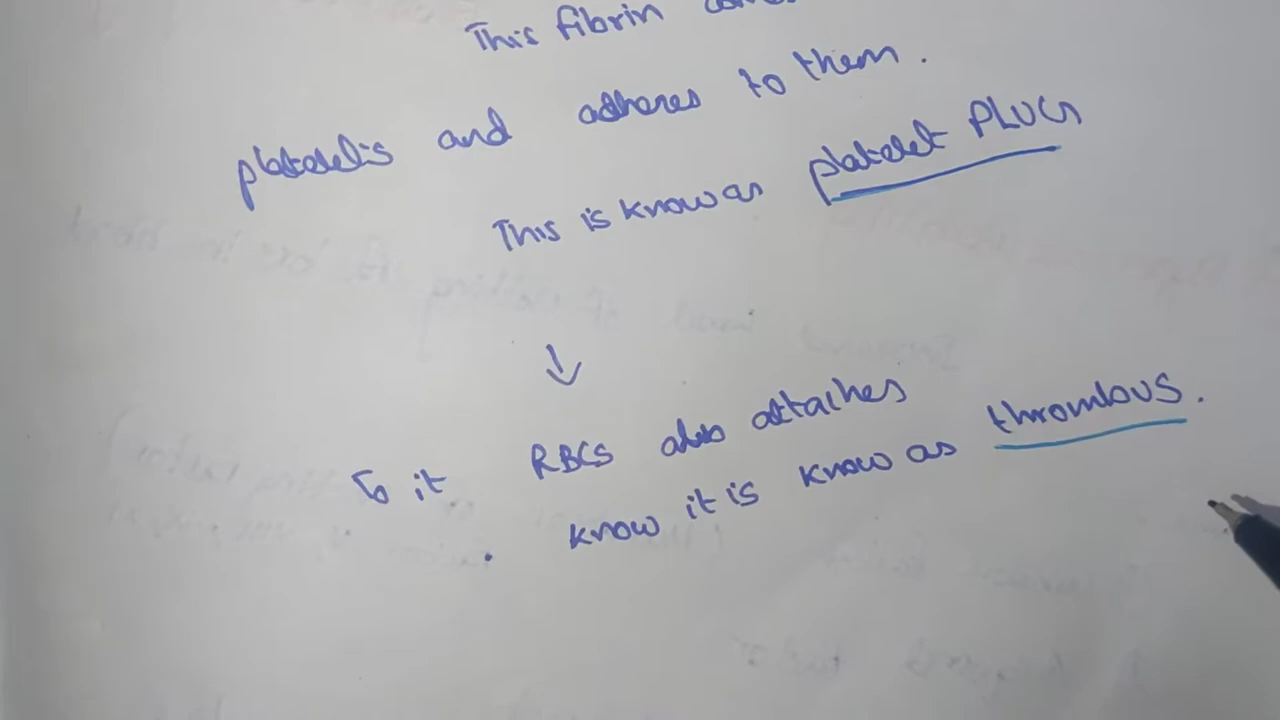 This fibrin
platelets and adheres to them.
This is know as platelet PLUG
↓
to it RBCs also attaches
. know it is know as thrombus.